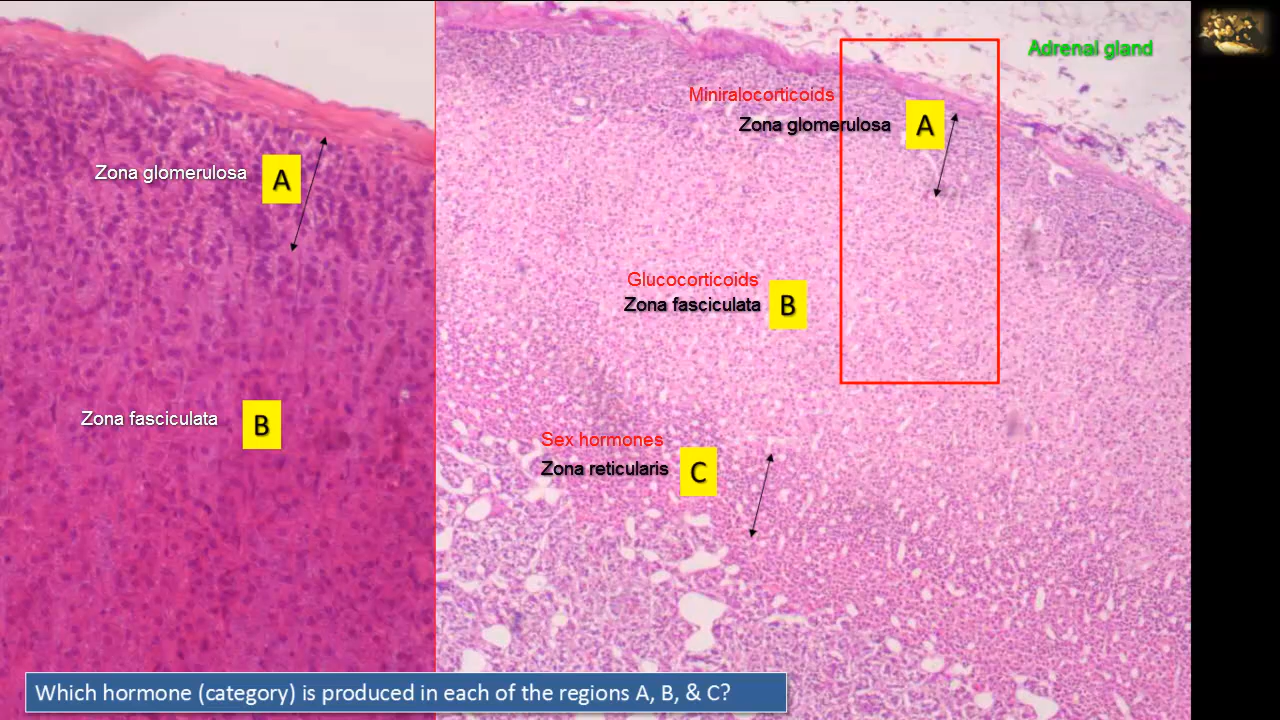 Adrenal gland
Zona glomerulosa
A
Zona fasciculata
B
Miniralocorticoids
Zona glomerulosa
A
Glucocorticoids
Zona fasciculata
B
Sex hormones
Zona reticularis
C
Which hormone (category) is produced in each of the regions A, B, & C?